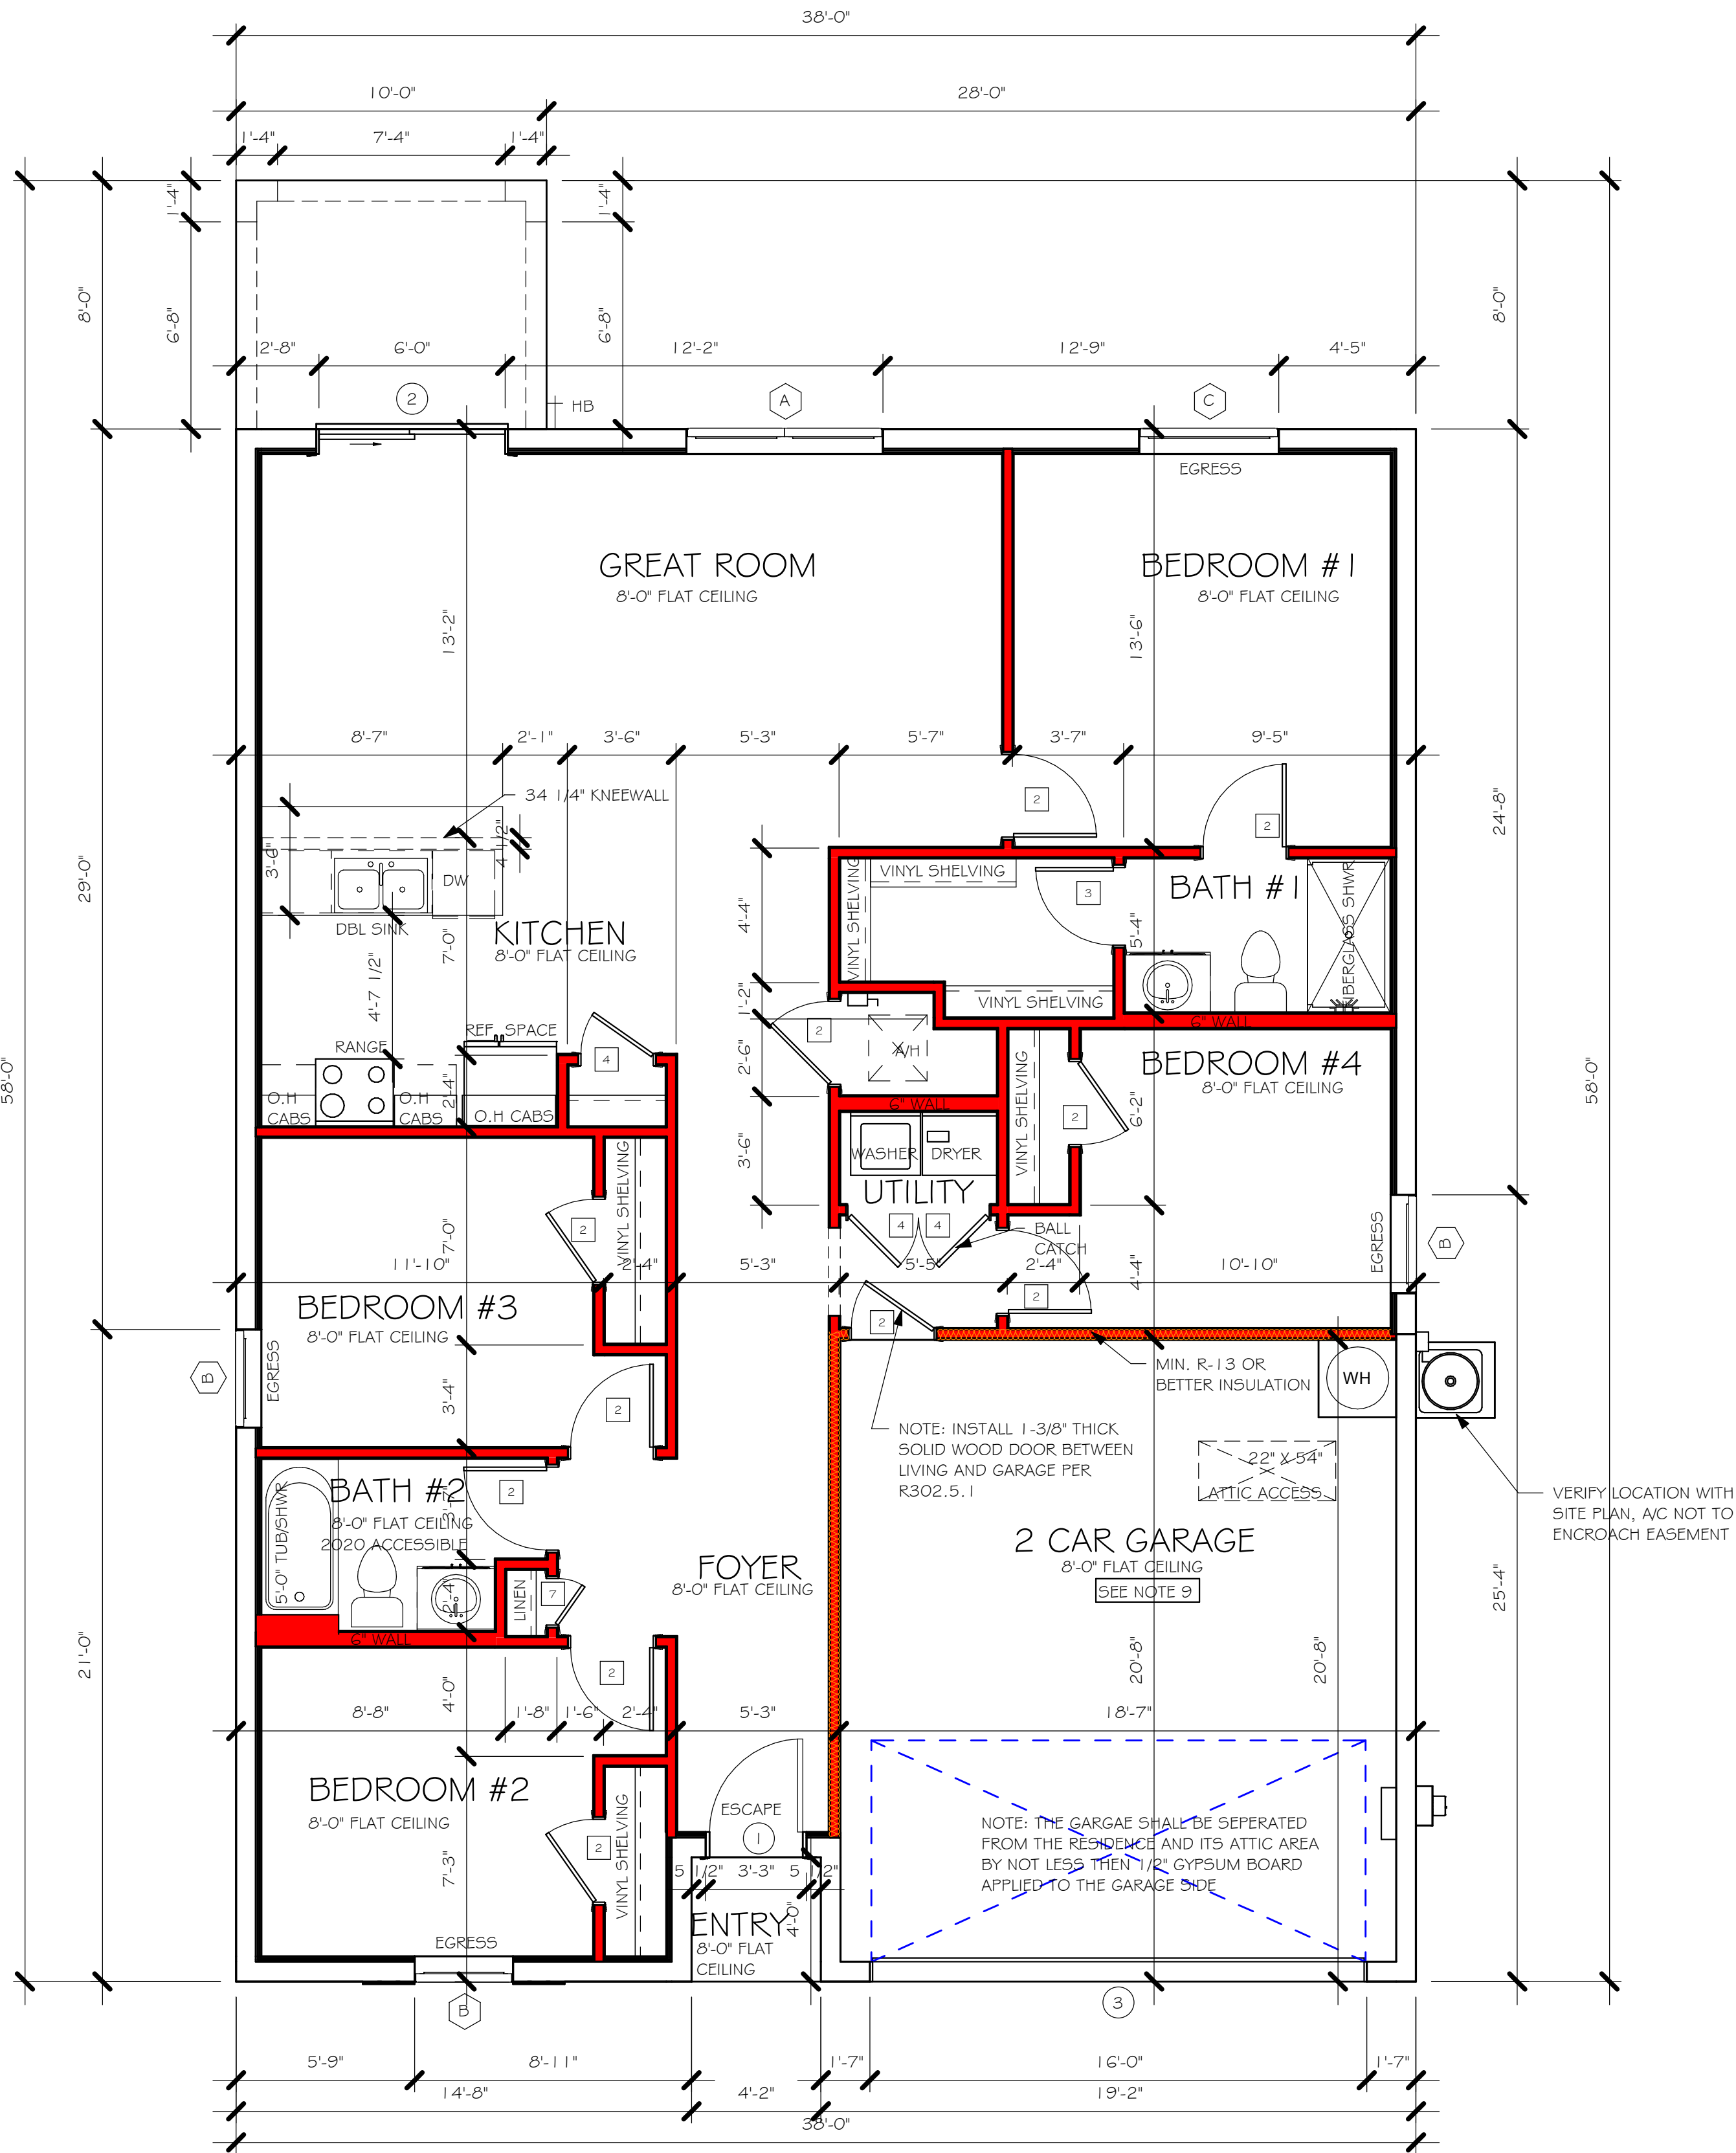 38'-0"
10'-0" 28'-0"
1'-4" 7'-4" 1'-4"
1'-4" 1'-4"
8'-0" 6'-8" 6'-8" 8'-0"
2'-8" 6'-0" 12'-2" 12'-9" 4'-5"
2 HB A C
EGRESS
GREAT ROOM
8'-0" FLAT CEILING
BEDROOM #1
8'-0" FLAT CEILING
13'-2" 13'-6"
8'-7" 2'-1" 3'-6" 5'-3" 5'-7" 3'-7" 9'-5"
34 1/4" KNEEWALL
2 2
29'-0" 3'-6" 4 1/2" 24'-8"
DW
DBL SINK
KITCHEN
8'-0" FLAT CEILING
4'-7 1/2" 7'-0"
4'-4"
VINYL SHELVING
VINYL SHELVING
3
BATH #1
5'-4"
FIBERGLASS SHWR
VINYL SHELVING
1'-2"
2
6" WALL
58'-0" 58'-0"
RANGE
REF. SPACE
4
2'-4"
O.H
CABS
O.H
CABS
O.H CABS
2'-6"
A/H
6" WALL
VINYL SHELVING
BEDROOM #4
8'-0" FLAT CEILING
2
6'-2"
3'-6"
WASHER DRYER
UTILITY
4 4
BALL
CATCH
EGRESS
B
VINYL SHELVING
2
7'-0"
11'-10" 2'-4" 5'-3" 5'-5" 2'-4" 10'-10"
4'-4"
2
2
BEDROOM #3
8'-0" FLAT CEILING
B
EGRESS
3'-4"
2
MIN. R-13 OR
BETTER INSULATION
WH
NOTE: INSTALL 1-3/8" THICK
SOLID WOOD DOOR BETWEEN
LIVING AND GARAGE PER
R302.5.1
22" X 54"
ATTIC ACCESS
VERIFY LOCATION WITH
SITE PLAN, A/C NOT TO
ENCROACH EASEMENT
BATH #2
8'-0" FLAT CEILING
2020 ACCESSIBLE
3'-7"
2
5'-0" TUB/SHWR
2'-4"
LINEN
7
6" WALL
FOYER
8'-0" FLAT CEILING
2 CAR GARAGE
8'-0" FLAT CEILING
SEE NOTE 9
21'-0" 25'-4"
20'-8" 20'-8"
2
4'-0"
8'-8" 1'-8" 1'-6" 2'-4" 5'-3" 18'-7"
BEDROOM #2
8'-0" FLAT CEILING
7'-3"
2
VINYL SHELVING
ESCAPE
1
5 1/2" 3'-3" 5 1/2"
NOTE: THE GARGAE SHALL BE SEPERATED
FROM THE RESIDENCE AND ITS ATTIC AREA
BY NOT LESS THEN 1/2" GYPSUM BOARD
APPLIED TO THE GARAGE SIDE
ENTRY
4'-0"
8'-0" FLAT
CEILING
EGRESS
B 3
5'-9" 8'-11" 1'-7" 16'-0" 1'-7"
14'-8" 4'-2" 19'-2"
38'-0"